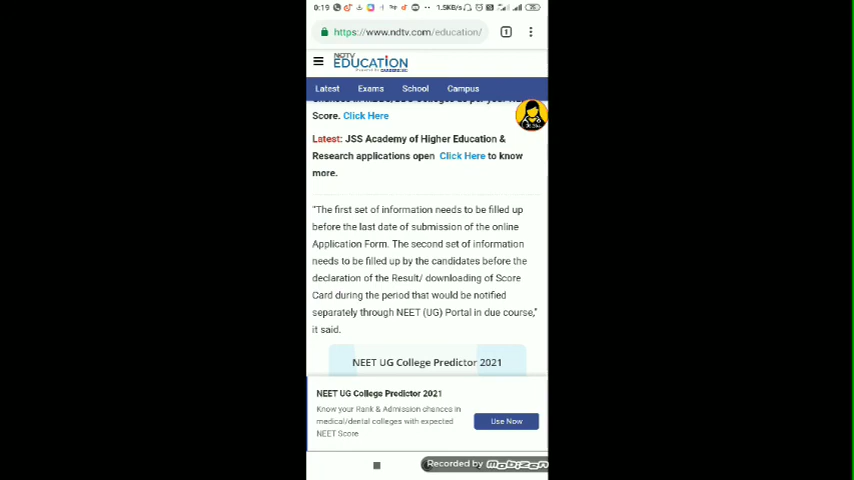 0:19
1.5KB/s
https://www.ndtv.com/education/
1
NDTV
EDUCATION
Latest Exams School Campus
Score. Click Here
Latest: JSS Academy of Higher Education &
Research applications open Click Here to know
more.
"The first set of information needs to be filled up
before the last date of submission of the online
Application Form. The second set of information
needs to be filled up by the candidates before the
declaration of the Result/ downloading of Score
Card during the period that would be notified
separately through NEET (UG) Portal in due course,"
it said.
NEET UG College Predictor 2021
NEET UG College Predictor 2021
Know your Rank & Admission chances in
medical/dental colleges with expected
NEET Score
Use Now
Recorded by mobizen